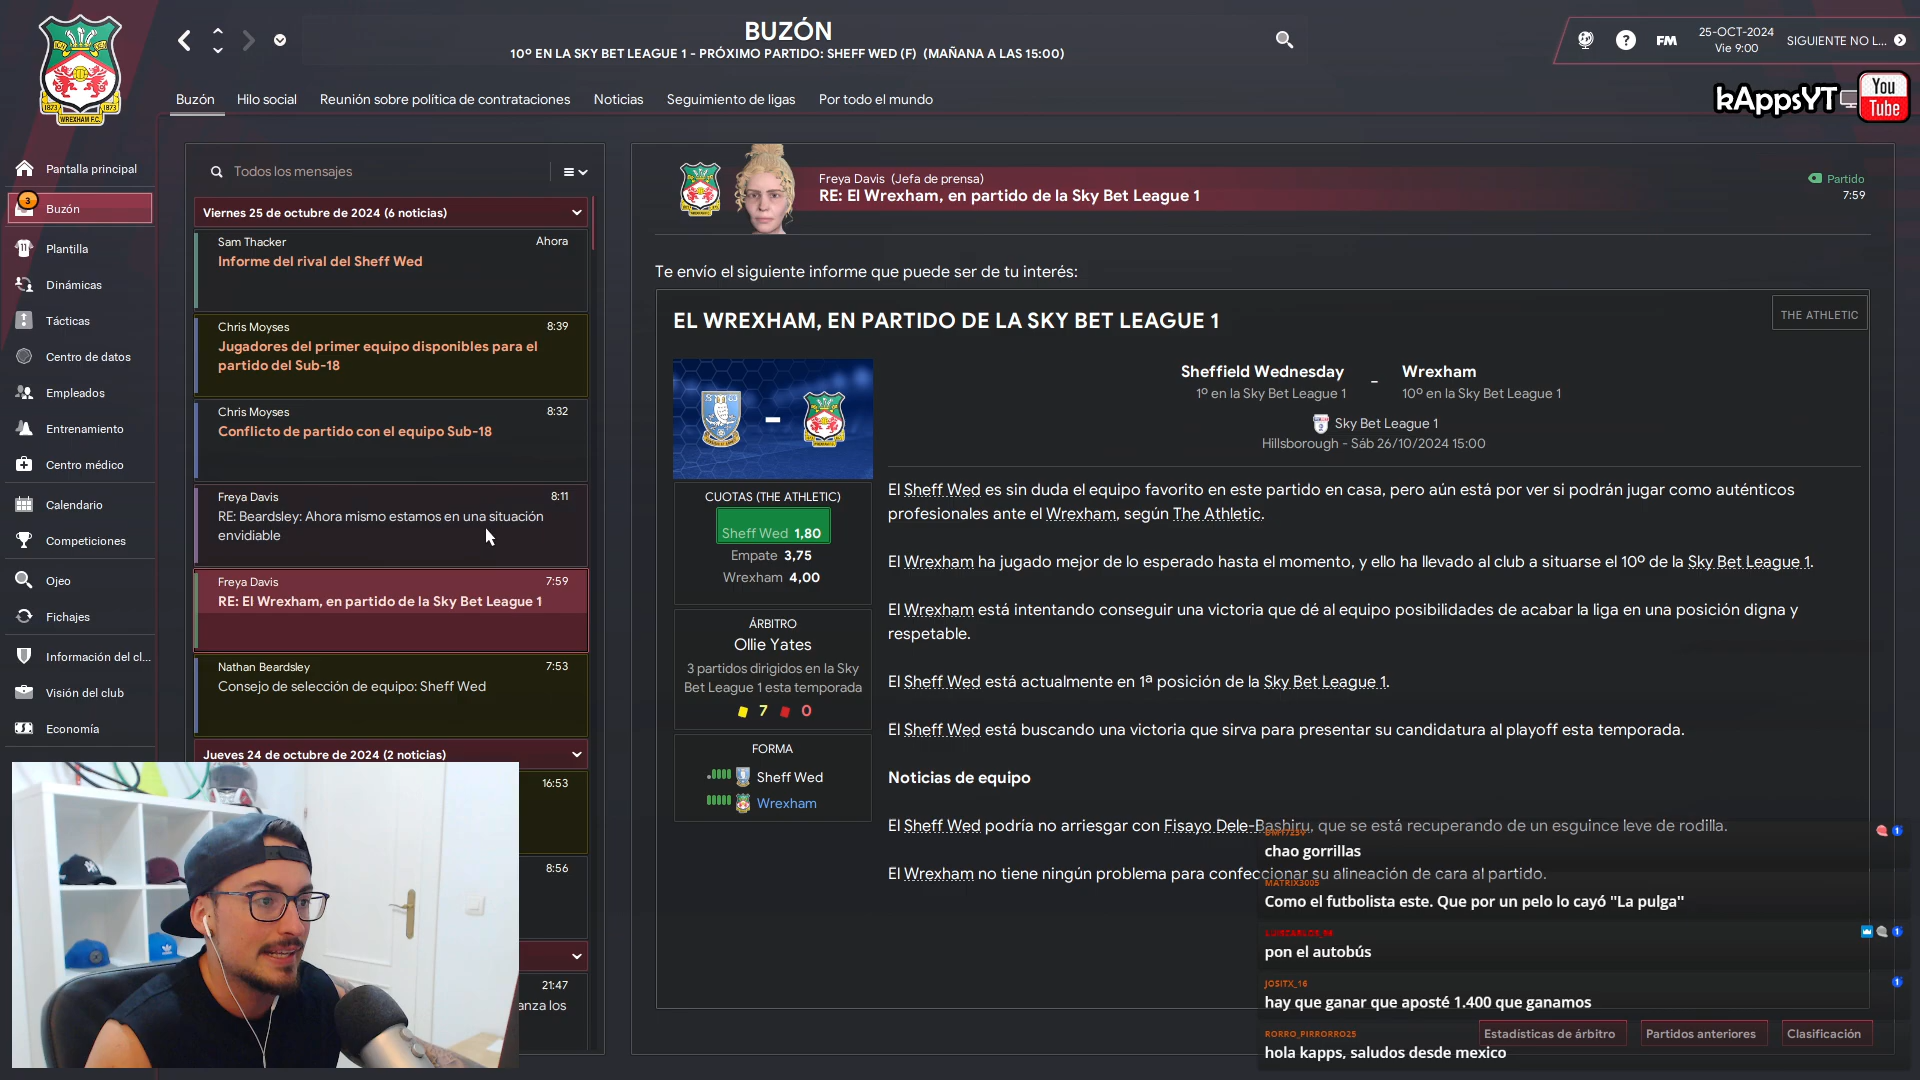 BUZÓN
10º EN LA SKY BET LEAGUE 1 - PRÓXIMO PARTIDO: SHEFF WED (F) (MAÑANA A LAS 15:00)
FM
25-OCT-2024
Vie 9:00
SIGUIENTE NO L...
Buzón
Hilo social
Reunión sobre política de contrataciones
Noticias
Seguimiento de ligas
Por todo el mundo
kAppsYT
You
Tube
1873
1873
WREXHAM F.C.
Pantalla principal
3
Buzón
Plantilla
Dinámicas
Tácticas
Centro de datos
Empleados
Entrenamiento
Centro médico
Calendario
Competiciones
Ojeo
Fichajes
Información del cl...
Visión del club
Economía
Todos los mensajes
Viernes 25 de octubre de 2024 (6 noticias)
Sam Thacker
Ahora
Informe del rival del Sheff Wed
Chris Moyses
8:39
Jugadores del primer equipo disponibles para el
partido del Sub-18
Chris Moyses
8:32
Conflicto de partido con el equipo Sub-18
Freya Davis
8:11
RE: Beardsley: Ahora mismo estamos en una situación
envidiable
Freya Davis
7:59
RE: El Wrexham, en partido de la Sky Bet League 1
Nathan Beardsley
7:53
Consejo de selección de equipo: Sheff Wed
Jueves 24 de octubre de 2024 (2 noticias)
16:53
8:56
21:47
anza los
Freya Davis (Jefa de prensa)
RE: El Wrexham, en partido de la Sky Bet League 1
Partido
7:59
Te envío el siguiente informe que puede ser de tu interés:
EL WREXHAM, EN PARTIDO DE LA SKY BET LEAGUE 1
THE ATHLETIC
Sheffield Wednesday
1º en la Sky Bet League 1
-
Wrexham
10º en la Sky Bet League 1
Sky Bet League 1
Hillsborough - Sáb 26/10/2024 15:00
CUOTAS (THE ATHLETIC)
Sheff Wed 1,80
Empate 3,75
Wrexham 4,00
ÁRBITRO
Ollie Yates
3 partidos dirigidos en la Sky
Bet League 1 esta temporada
7 0
FORMA
Sheff Wed
Wrexham
El Sheff Wed es sin duda el equipo favorito en este partido en casa, pero aún está por ver si podrán jugar como auténticos
profesionales ante el Wrexham, según The Athletic.
El Wrexham ha jugado mejor de lo esperado hasta el momento, y ello ha llevado al club a situarse el 10º de la Sky Bet League 1.
El Wrexham está intentando conseguir una victoria que dé al equipo posibilidades de acabar la liga en una posición digna y
respetable.
El Sheff Wed está actualmente en 1ª posición de la Sky Bet League 1.
El Sheff Wed está buscando una victoria que sirva para presentar su candidatura al playoff esta temporada.
Noticias de equipo
El Sheff Wed podría no arriesgar con Fisayo Dele-Bashiru, que se está recuperando de un esguince leve de rodilla.
El Wrexham no tiene ningún problema para confeccionar su alineación de cara al partido.
chao gorrillas
MATRIX3005
Como el futbolista este. Que por un pelo lo cayó "La pulga"
pon el autobús
JOSITX_16
hay que ganar que aposté 1.400 que ganamos
RORRO_PIRRORRO25
hola kapps, saludos desde mexico
Estadísticas de árbitro
Partidos anteriores
Clasificación